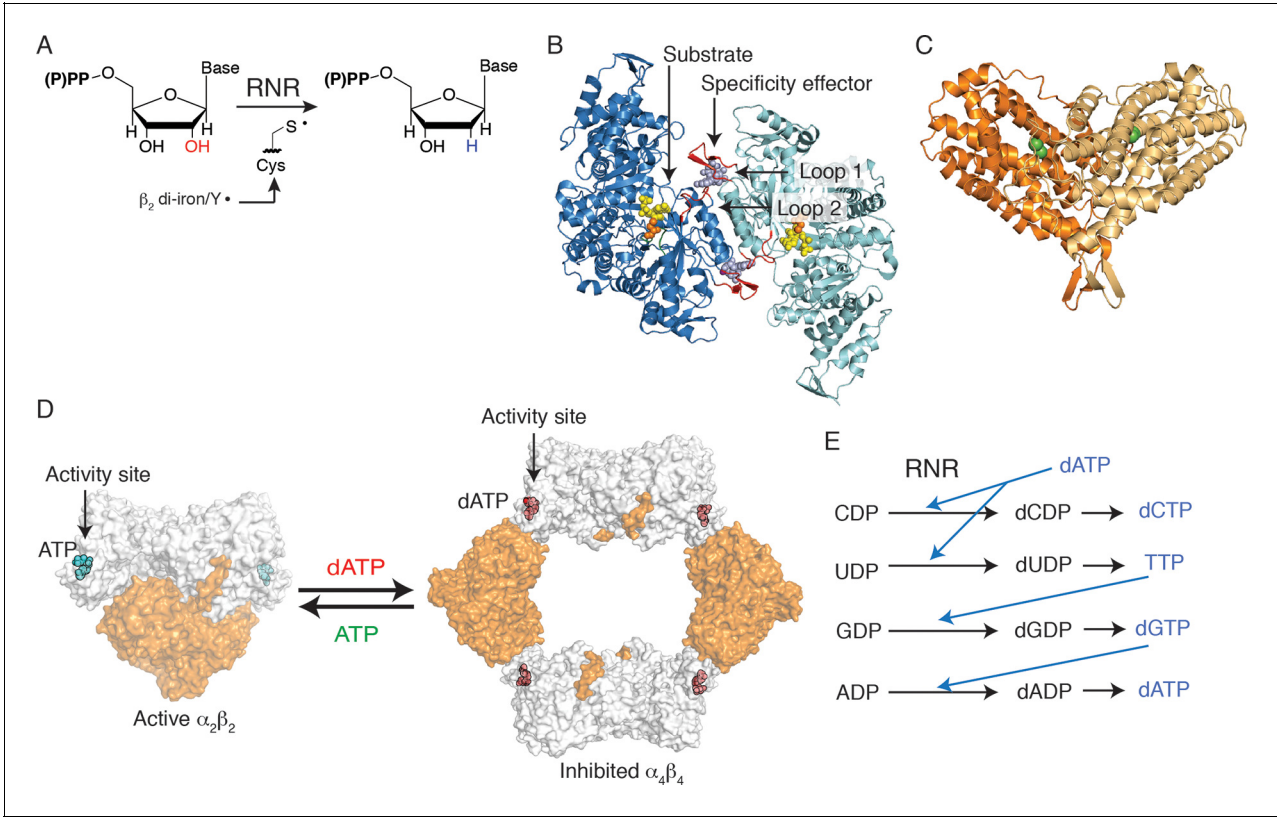 A
(P)PP
O
Base
O
H
H
OH
OH
RNR
S •
Cys
β₂ di-iron/Y •
(P)PP
O
Base
O
H
H
OH
H
B
Substrate
Specificity effector
Loop 1
Loop 2
C
D
Activity site
ATP
Active α₂β₂
dATP
ATP
Activity site
dATP
Inhibited α₄β₄
E
RNR
dATP
CDP
dCDP
dCTP
UDP
dUDP
TTP
GDP
dGDP
dGTP
ADP
dADP
dATP